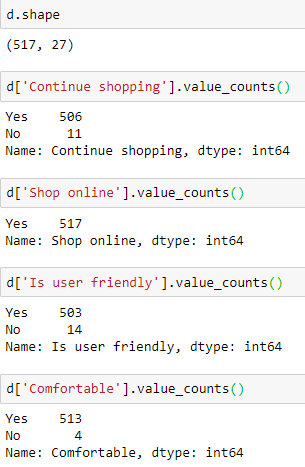 d.shape
(517, 27)
d['Continue shopping'].value_counts()
Yes    506
No      11
Name: Continue shopping, dtype: int64
d['Shop online'].value_counts()
Yes    517
Name: Shop online, dtype: int64
d['Is user friendly'].value_counts()
Yes    503
No      14
Name: Is user friendly, dtype: int64
d['Comfortable'].value_counts()
Yes    513
No       4
Name: Comfortable, dtype: int64